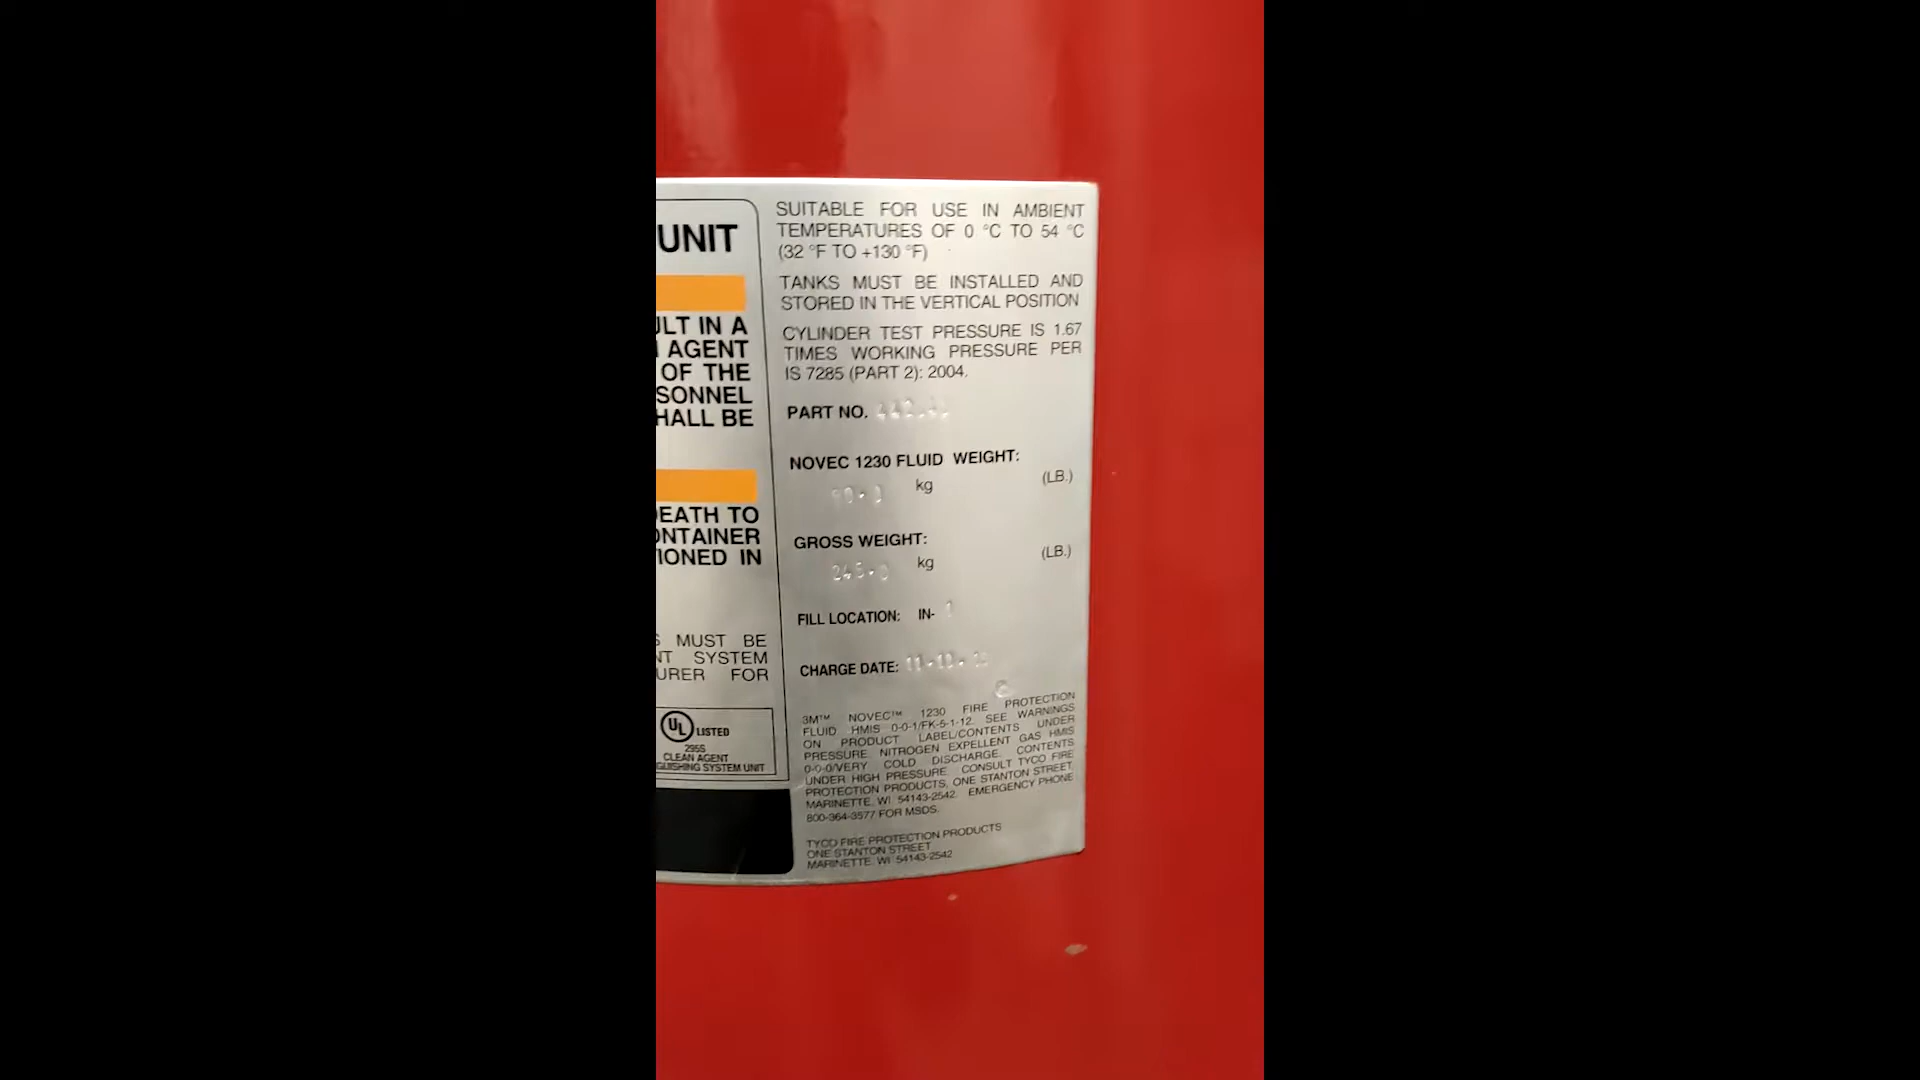 UNIT
IN A
AGENT
OF THE
HALL BE
TO
IN
MUST BE
SYSTEM
FOR
UL LISTED
295S
CLEAN AGENT
SYSTEM UNIT
SUITABLE FOR USE IN AMBIENT
TEMPERATURES OF 0 °C TO 54 °C
(32 °F TO +130 °F)
TANKS MUST BE INSTALLED AND
STORED IN THE VERTICAL POSITION
CYLINDER TEST PRESSURE IS 1.67
TIMES WORKING PRESSURE PER
IS 7285 (PART 2): 2004.
PART NO.
NOVEC 1230 FLUID WEIGHT:
kg (LB.)
GROSS WEIGHT:
245.0 kg (LB.)
FILL LOCATION: IN- 1
CHARGE DATE:
3M™ NOVEC™ 1230 FIRE PROTECTION
FLUID HMIS 0-0-1/FK-5-1-12. SEE WARNINGS
ON PRODUCT LABEL/CONTENTS UNDER
PRESSURE NITROGEN EXPELLENT GAS HMIS
0-0-0/VERY COLD DISCHARGE. CONTENTS
UNDER HIGH PRESSURE. CONSULT TYCO FIRE
PROTECTION PRODUCTS, ONE STANTON STREET,
MARINETTE, WI 54143-2542. EMERGENCY PHONE
800-364-3577 FOR MSDS.
TYCO FIRE PROTECTION PRODUCTS
ONE STANTON STREET
MARINETTE, WI 54143-2542